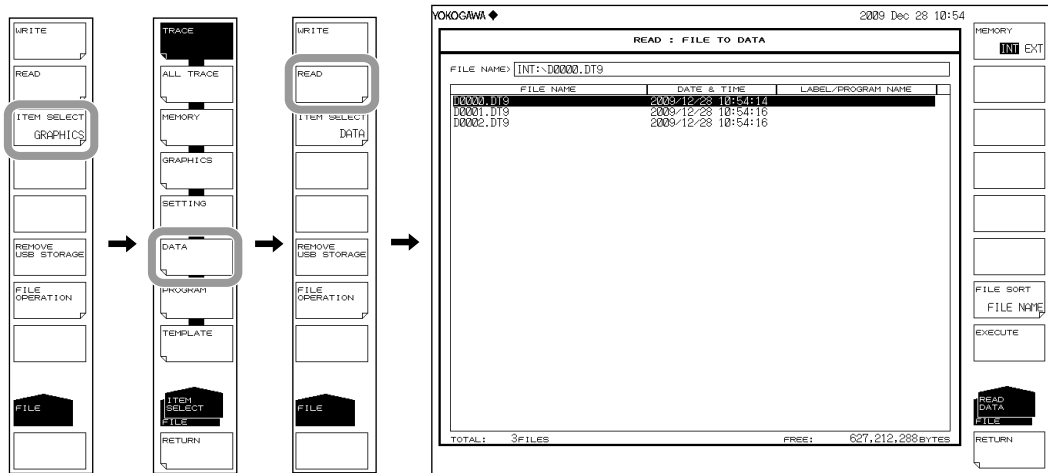 WRITE
READ
ITEM SELECT
GRAPHICS
REMOVE
USB STORAGE
FILE
OPERATION
FILE
TRACE
ALL TRACE
MEMORY
GRAPHICS
SETTING
DATA
PROGRAM
TEMPLATE
ITEM
SELECT
FILE
RETURN
WRITE
READ
ITEM SELECT
DATA
REMOVE
USB STORAGE
FILE
OPERATION
FILE
YOKOGAWA 2009 Dec 28 10:54
READ : FILE TO DATA
FILE NAME> INT:\D0000.DT9
FILE NAME DATE & TIME LABEL/PROGRAM NAME
D0000.DT9 2009/12/28 10:54:14
D0001.DT9 2009/12/28 10:54:16
D0002.DT9 2009/12/28 10:54:16
TOTAL: 3FILES FREE: 627,212,288BYTES
MEMORY
INT EXT
FILE SORT
FILE NAME
EXECUTE
READ
DATA
FILE
RETURN